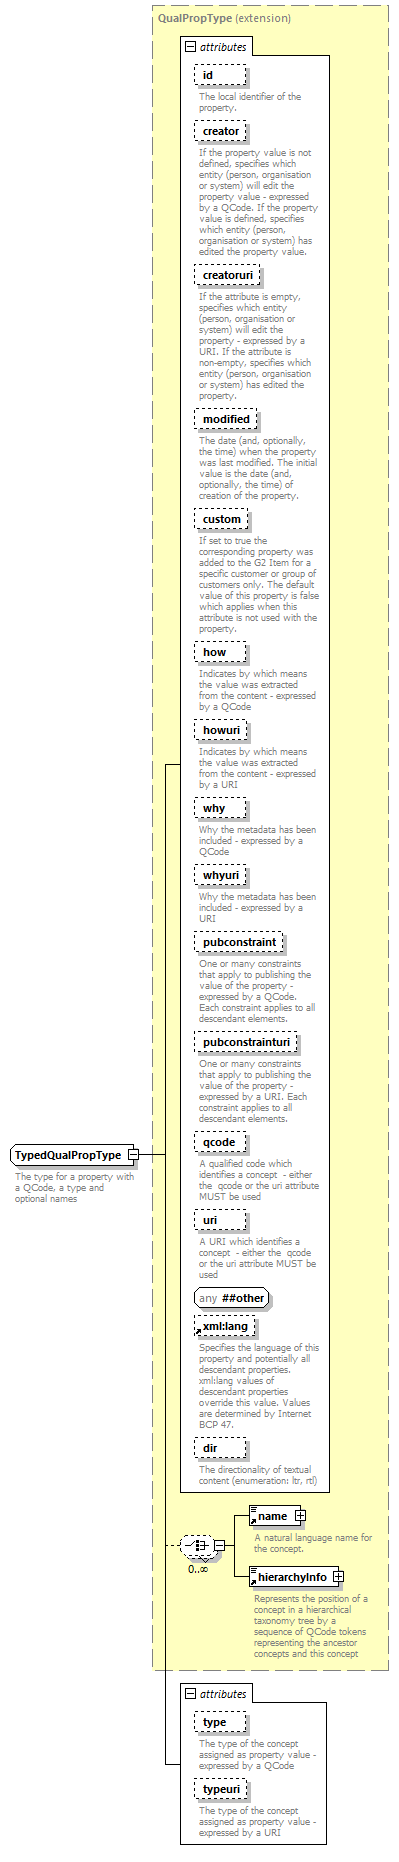 QualPropType (extension)
attributes
id
The local identifier of the
property.
creator
If the property value is not
defined, specifies which
entity (person, organisation
or system) will edit the
property value - expressed
by a QCode. If the property
value is defined, specifies
which entity (person,
organisation or system) has
edited the property value.
creatoruri
If the attribute is empty,
specifies which entity
(person, organisation or
system) will edit the
property - expressed by a
URI. If the attribute is
non-empty, specifies which
entity (person, organisation
or system) has edited the
property.
modified
The date (and, optionally,
the time) when the property
was last modified. The initial
value is the date (and,
optionally, the time) of
creation of the property.
custom
If set to true the
corresponding property was
added to the G2 Item for a
specific customer or group of
customers only. The default
value of this property is false
which applies when this
attribute is not used with the
property.
how
Indicates by which means
the value was extracted
from the content - expressed
by a QCode
howuri
Indicates by which means
the value was extracted
from the content - expressed
by a URI
why
Why the metadata has been
included - expressed by a
QCode
whyuri
Why the metadata has been
included - expressed by a
URI
pubconstraint
One or many constraints
that apply to publishing the
value of the property -
expressed by a QCode.
Each constraint applies to all
descendant elements.
pubconstrainturi
One or many constraints
that apply to publishing the
value of the property -
expressed by a URI. Each
constraint applies to all
descendant elements.
TypedQualPropType
The type for a property with
a QCode, a type and
optional names
qcode
A qualified code which
identifies a concept - either
the qcode or the uri attribute
MUST be used
uri
A URI which identifies a
concept - either the qcode
or the uri attribute MUST be
used
any ##other
xml:lang
Specifies the language of this
property and potentially all
descendant properties.
xml:lang values of
descendant properties
override this value. Values
are determined by Internet
BCP 47.
dir
The directionality of textual
content (enumeration: ltr, rtl)
0..∞
name
A natural language name for
the concept.
hierarchyInfo
Represents the position of a
concept in a hierarchical
taxonomy tree by a
sequence of QCode tokens
representing the ancestor
concepts and this concept
attributes
type
The type of the concept
assigned as property value -
expressed by a QCode
typeuri
The type of the concept
assigned as property value -
expressed by a URI